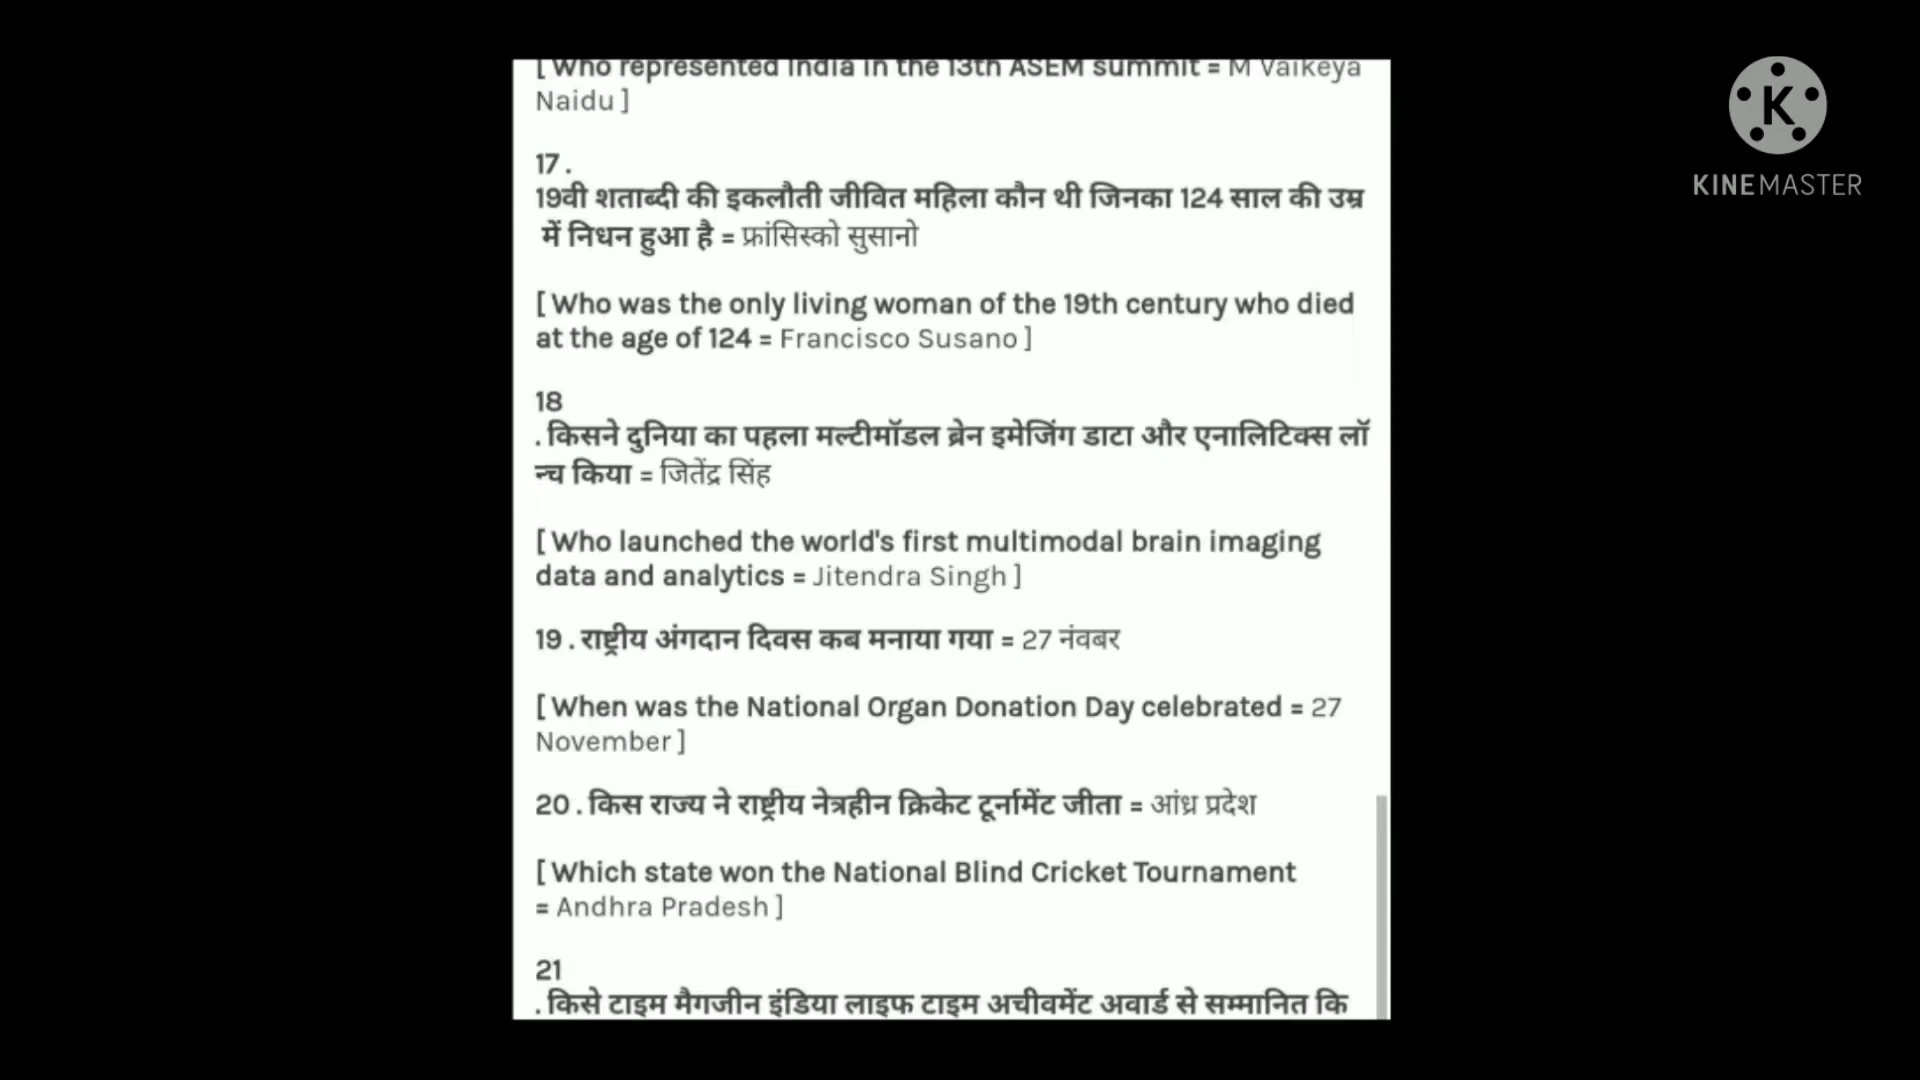 [ Who represented India in the 13th ASEM summit = M Vaikeya
Naidu ]
17 .
19वी शताब्दी की इकलौती जीवित महिला कौन थी जिनका 124 साल की उम्र
में निधन हुआ है = फ्रांसिस्को सुसानो
[ Who was the only living woman of the 19th century who died
at the age of 124 = Francisco Susano ]
18
. किसने दुनिया का पहला मल्टीमॉडल ब्रेन इमेजिंग डाटा और एनालिटिक्स लॉ
न्च किया = जितेंद्र सिंह
[ Who launched the world's first multimodal brain imaging
data and analytics = Jitendra Singh ]
19 . राष्ट्रीय अंगदान दिवस कब मनाया गया = 27 नंवबर
[ When was the National Organ Donation Day celebrated = 27
November ]
20 . किस राज्य ने राष्ट्रीय नेत्रहीन क्रिकेट टूर्नामेंट जीता = आंध्र प्रदेश
[ Which state won the National Blind Cricket Tournament
= Andhra Pradesh ]
21
. किसे टाइम मैगजीन इंडिया लाइफ टाइम अचीवमेंट अवार्ड से सम्मानित कि
K
KINEMASTER